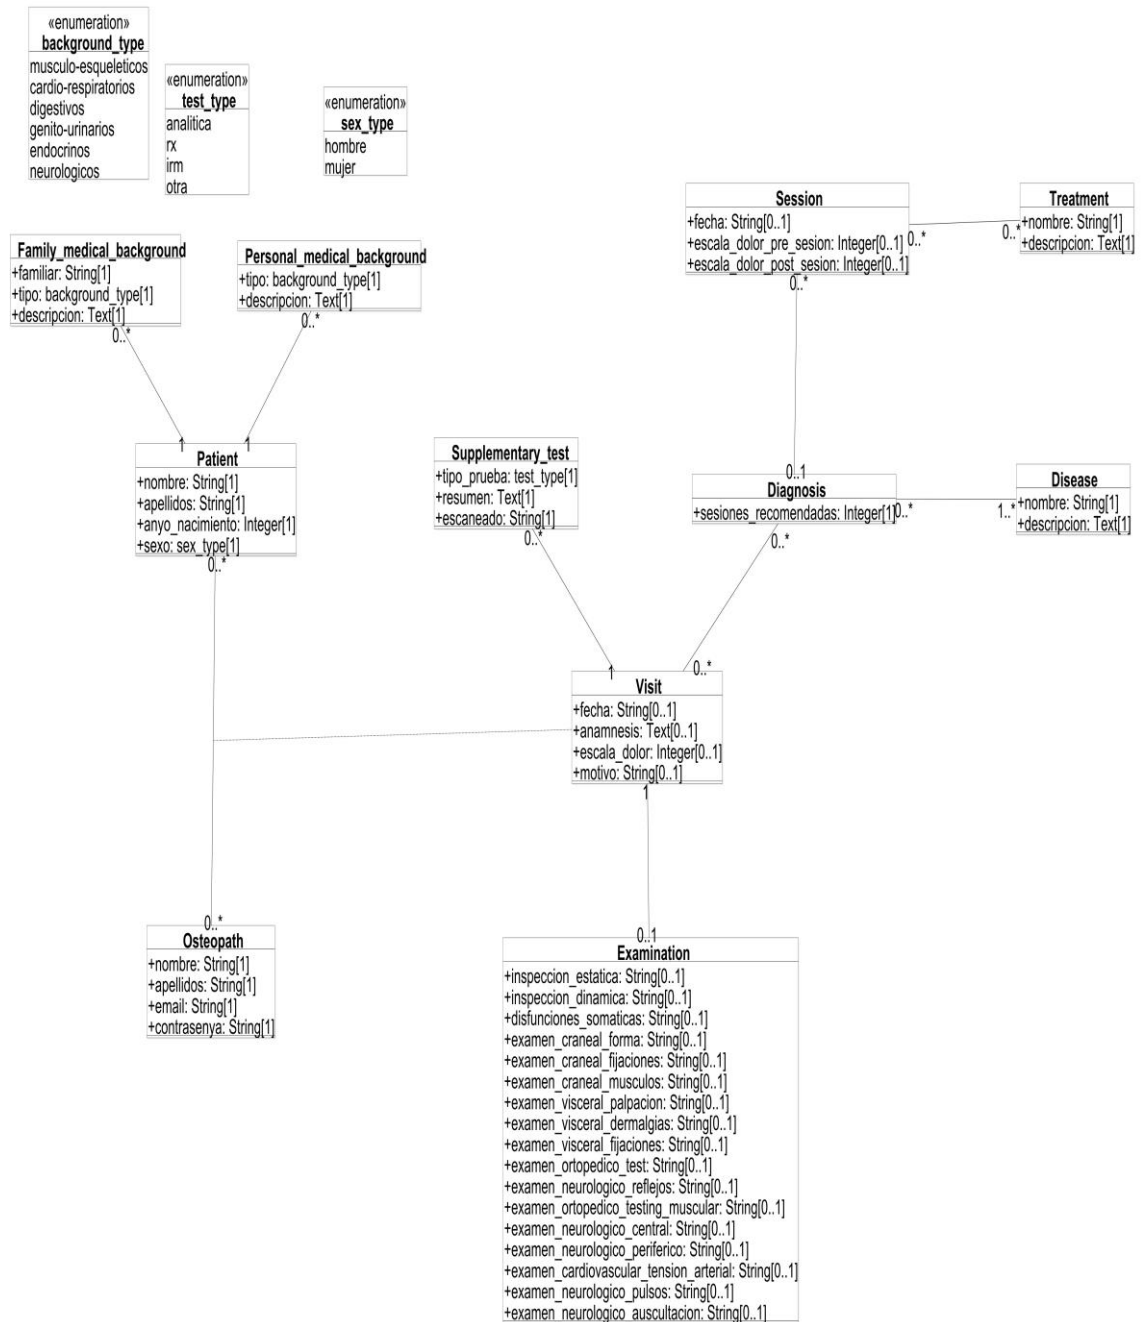 «enumeration»
background_type
musculo-esqueleticos
cardio-respiratorios
digestivos
genito-urinarios
endocrinos
neurologicos
«enumeration»
test_type
analitica
rx
irm
otra
«enumeration»
sex_type
hombre
mujer
Session
+fecha: String[0..1]
+escala_dolor_pre_sesion: Integer[0..1]
+escala_dolor_post_sesion: Integer[0..1]
0..*
0..*
0..*
Treatment
+nombre: String[1]
+descripcion: Text[1]
Family_medical_background
+familiar: String[1]
+tipo: background_type[1]
+descripcion: Text[1]
0..*
Personal_medical_background
+tipo: background_type[1]
+descripcion: Text[1]
0..*
1
1
Patient
+nombre: String[1]
+apellidos: String[1]
+anyo_nacimiento: Integer[1]
+sexo: sex_type[1]
0..*
Supplementary_test
+tipo_prueba: test_type[1]
+resumen: Text[1]
+escaneado: String[1]
0..*
0..1
Diagnosis
+sesiones_recomendadas: Integer[1]
0..*
0..*
1..*
Disease
+nombre: String[1]
+descripcion: Text[1]
1
0..*
Visit
+fecha: String[0..1]
+anamnesis: Text[0..1]
+escala_dolor: Integer[0..1]
+motivo: String[0..1]
1
0..*
Osteopath
+nombre: String[1]
+apellidos: String[1]
+email: String[1]
+contrasenya: String[1]
0..1
Examination
+inspeccion_estatica: String[0..1]
+inspeccion_dinamica: String[0..1]
+disfunciones_somaticas: String[0..1]
+examen_craneal_forma: String[0..1]
+examen_craneal_fijaciones: String[0..1]
+examen_craneal_musculos: String[0..1]
+examen_visceral_palpacion: String[0..1]
+examen_visceral_dermalgias: String[0..1]
+examen_visceral_fijaciones: String[0..1]
+examen_ortopedico_test: String[0..1]
+examen_neurologico_reflejos: String[0..1]
+examen_ortopedico_testing_muscular: String[0..1]
+examen_neurologico_central: String[0..1]
+examen_neurologico_periferico: String[0..1]
+examen_cardiovascular_tension_arterial: String[0..1]
+examen_neurologico_pulsos: String[0..1]
+examen_neurologico_auscultacion: String[0..1]